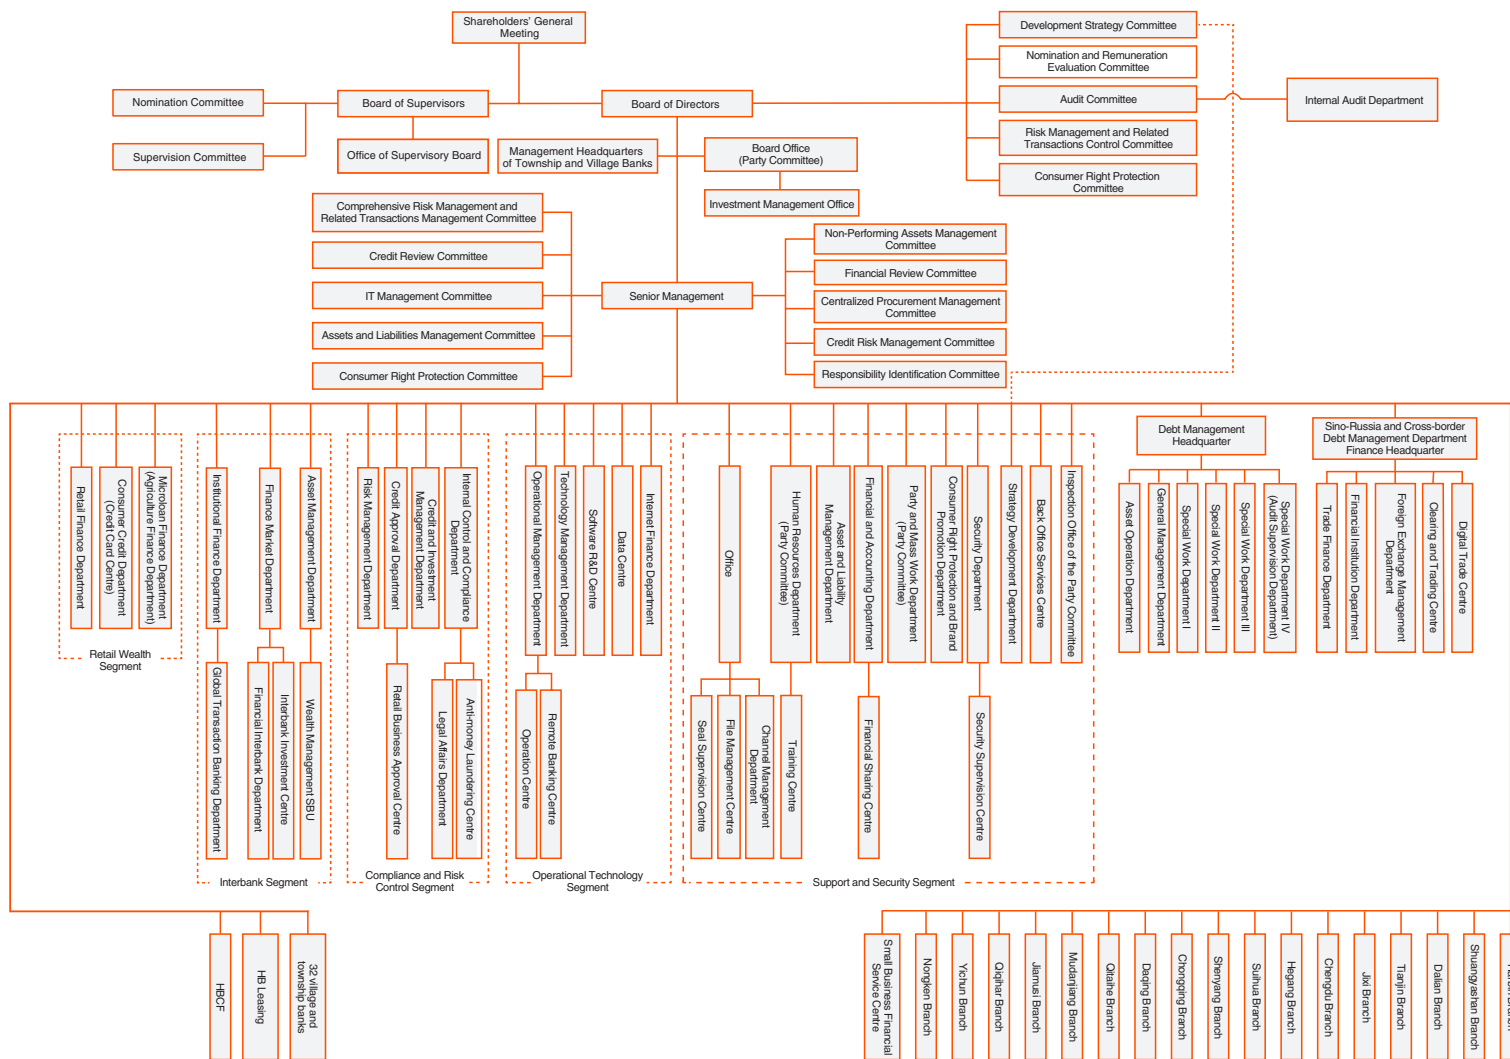 Shareholders' General
Meeting
Development Strategy Committee
Nomination and Remuneration
Evaluation Committee
Nomination Committee
Board of Supervisors
Board of Directors
Audit Committee
Internal Audit Department
Supervision Committee
Office of Supervisory Board
Management Headquarters
of Township and Village Banks
Board Office
(Party Committee)
Risk Management and Related
Transactions Control Committee
Consumer Right Protection
Committee
Investment Management Office
Comprehensive Risk Management and
Related Transactions Management Committee
Credit Review Committee
IT Management Committee
Assets and Liabilities Management Committee
Consumer Right Protection Committee
Senior Management
Non-Performing Assets Management
Committee
Financial Review Committee
Centralized Procurement Management
Committee
Credit Risk Management Committee
Responsibility Identification Committee
Debt Management
Headquarter
Sino-Russia and Cross-border
Debt Management Department
Finance Headquarter
Retail Finance Department
Consumer Credit Department
(Credit Card Centre)
Microloan Finance Department
(Agriculture Finance Department)
Retail Wealth
Segment
Institutional Finance Department
Finance Market Department
Asset Management Department
Global Transaction Banking Department
Financial Interbank Department
Interbank Investment Centre
Wealth Management SBU
Interbank Segment
Risk Management Department
Credit Approval Department
Credit and Investment
Management Department
Internal Control and Compliance
Department
Retail Business Approval Centre
Legal Affairs Department
Anti-money Laundering Centre
Compliance and Risk
Control Segment
Operational Management Department
Technology Management Department
Software R&D Centre
Data Centre
Internet Finance Department
Operation Centre
Remote Banking Centre
Operational Technology
Segment
Office
Human Resources Department
(Party Committee)
Asset and Liability
Management Department
Financial and Accounting Department
Party and Mass Work Department
(Party Committee)
Consumer Right Protection and Brand
Promotion Department
Security Department
Strategy Development Department
Back Office Services Centre
Inspection Office of the Party Committee
Seal Supervision Centre
File Management Centre
Channel Management
Department
Training Centre
Financial Sharing Centre
Security Supervision Centre
Support and Security Segment
Asset Operation Department
General Management Department
Special Work Department I
Special Work Department II
Special Work Department III
Special Work Department IV
(Audit Supervision Department)
Trade Finance Department
Financial Institution Department
Foreign Exchange Management
Department
Clearing and Trading Centre
Digital Trade Centre
HBCF
HB Leasing
32 village and
township banks
Small Business Financial
Service Centre
Nongken Branch
Yichun Branch
Qiqihar Branch
Jiamusi Branch
Mudanjiang Branch
Qitaihe Branch
Daqing Branch
Chongqing Branch
Shenyang Branch
Suihua Branch
Hegang Branch
Chengdu Branch
Jixi Branch
Tianjin Branch
Dalian Branch
Shuangyashan Branch